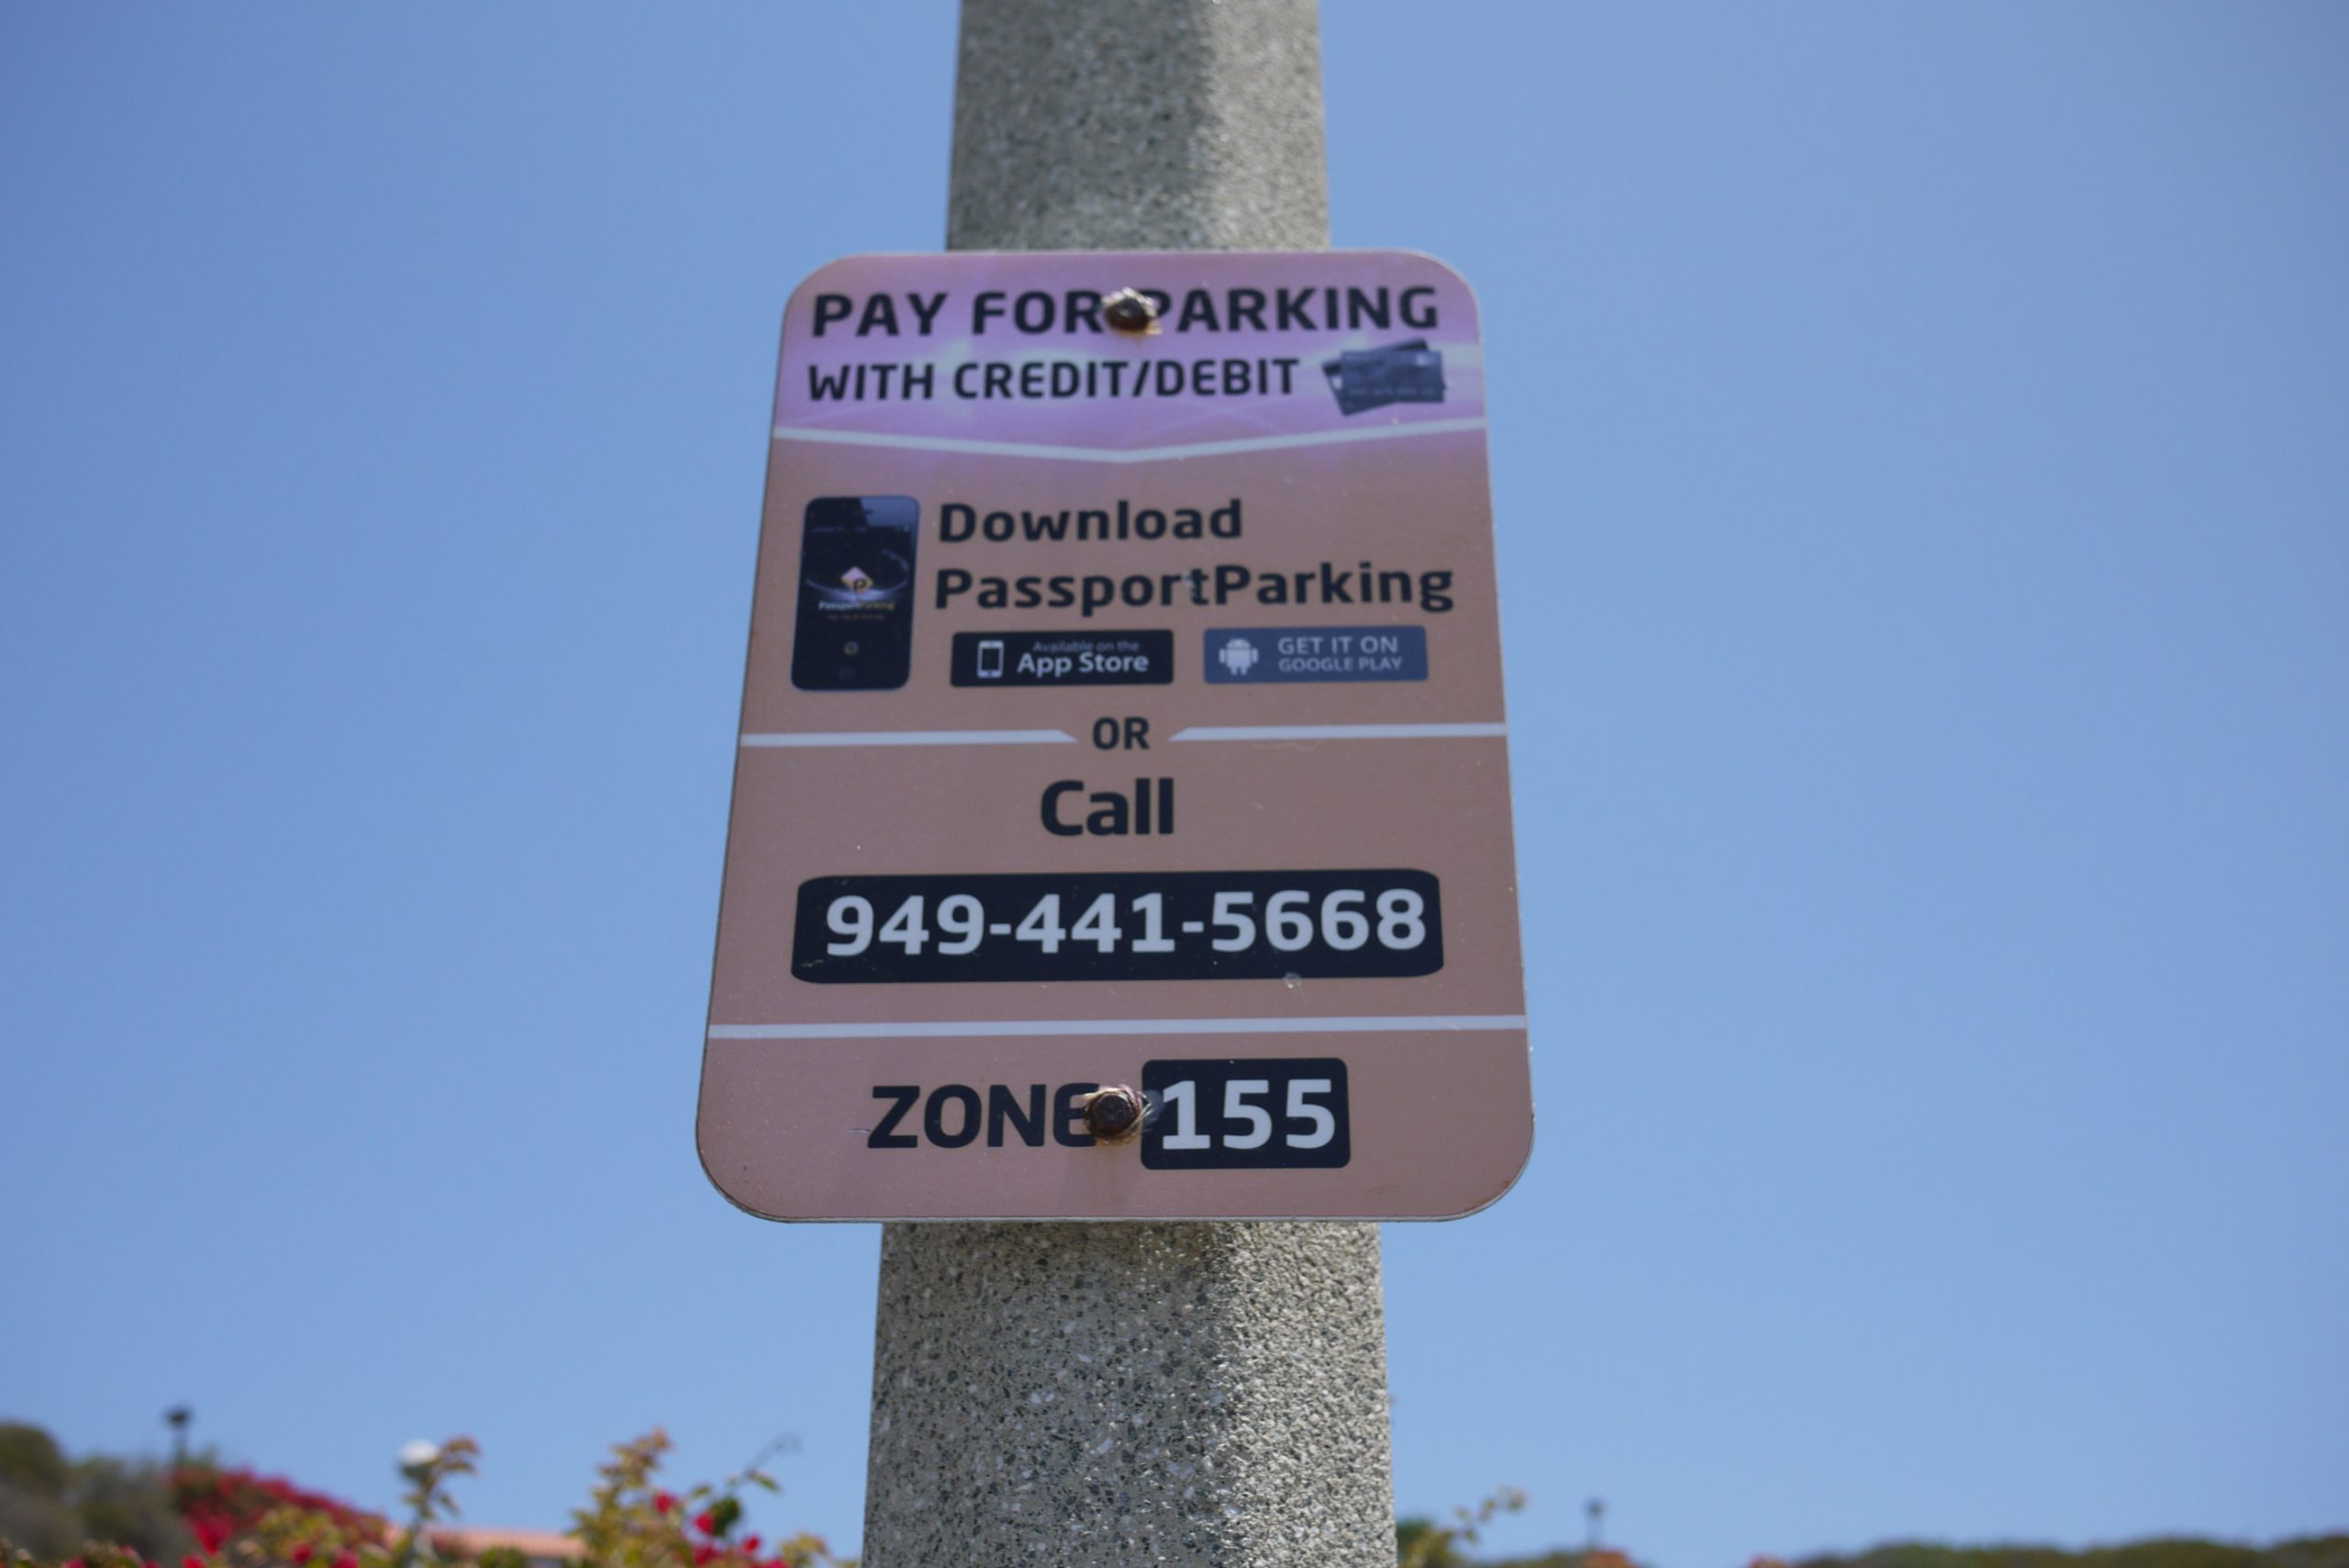 PAY FOR PARKING
WITH CREDIT/DEBIT
Download
PassportParking
PassportParking
Available on the
App Store
GET IT ON
GOOGLE PLAY
OR
Call
949-441-5668
ZONE 155